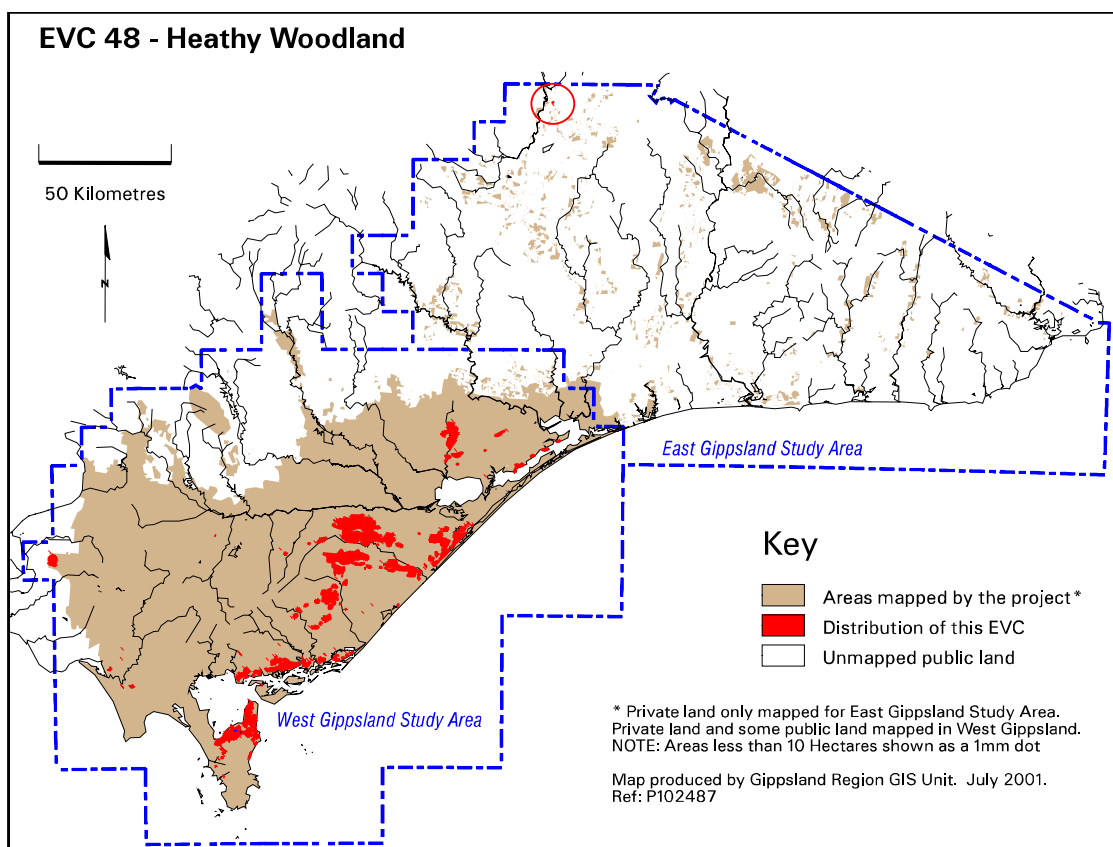 EVC 48 - Heathy Woodland
50 Kilometres
N
East Gippsland Study Area
West Gippsland Study Area
Key
Areas mapped by the project *
Distribution of this EVC
Unmapped public land
* Private land only mapped for East Gippsland Study Area.
Private land and some public land mapped in West Gippsland.
NOTE: Areas less than 10 Hectares shown as a 1mm dot
Map produced by Gippsland Region GIS Unit. July 2001.
Ref: P102487